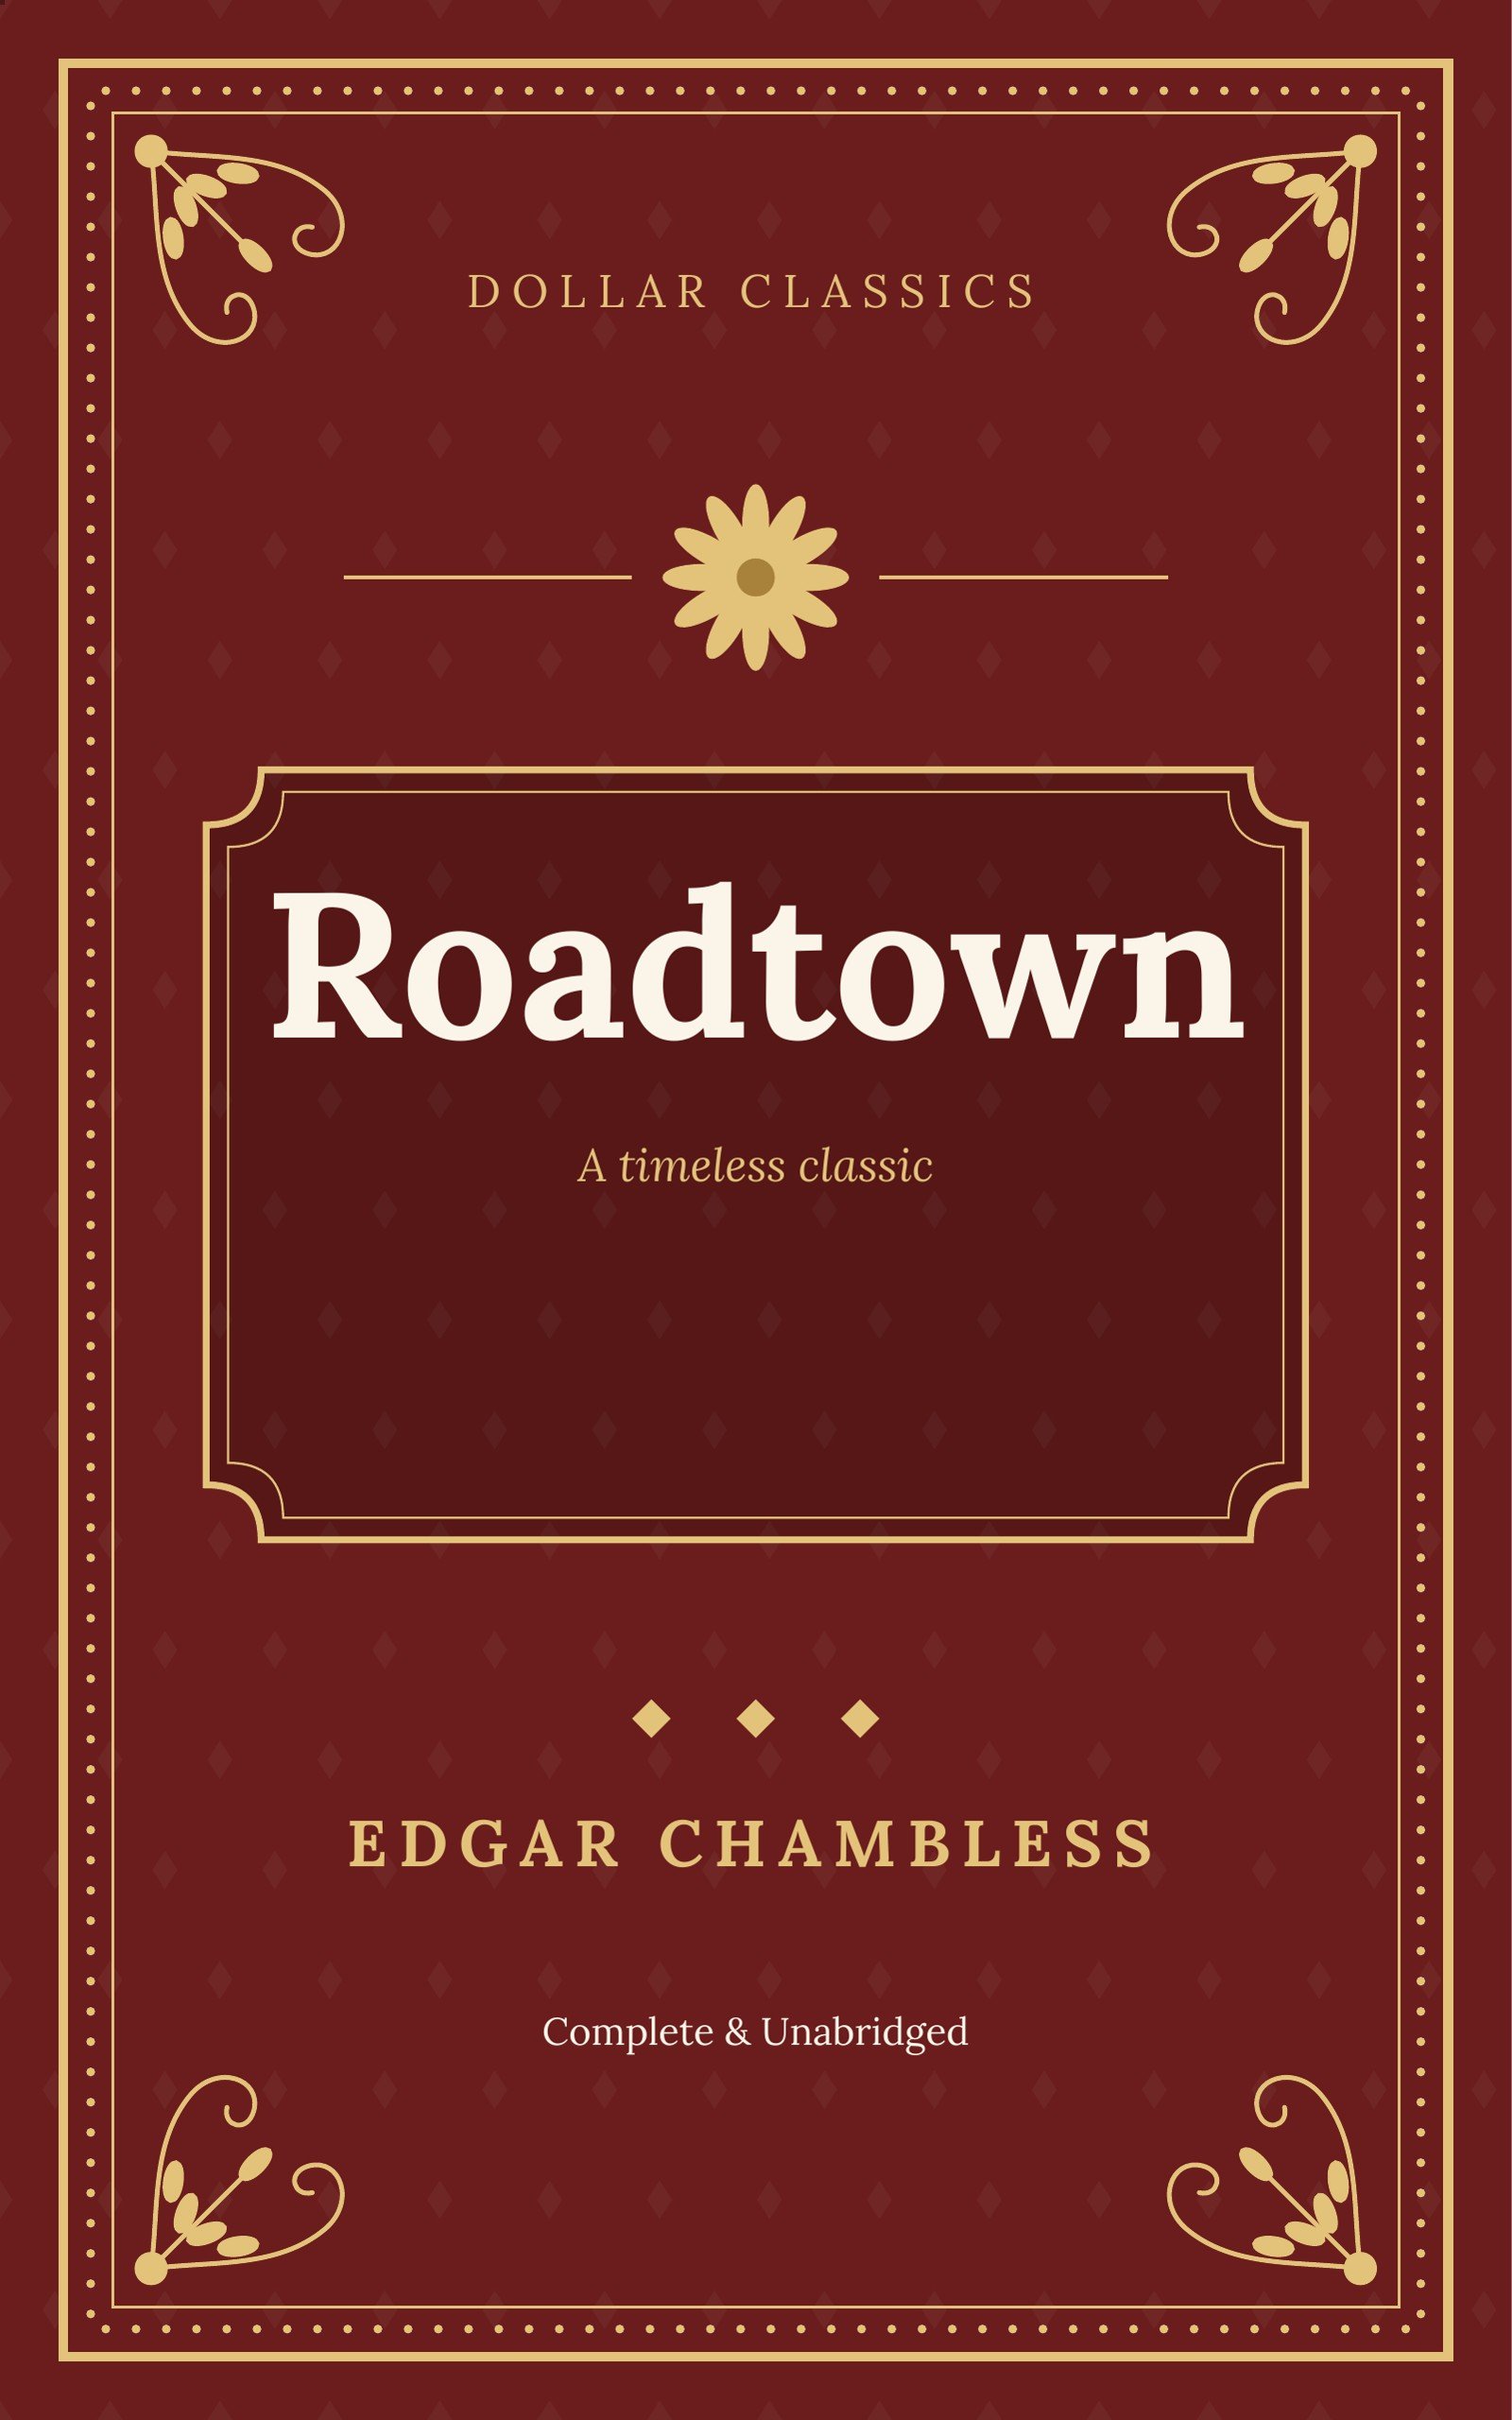 DOLLAR CLASSICS
Roadtown
A timeless classic
EDGAR CHAMBLESS
Complete & Unabridged